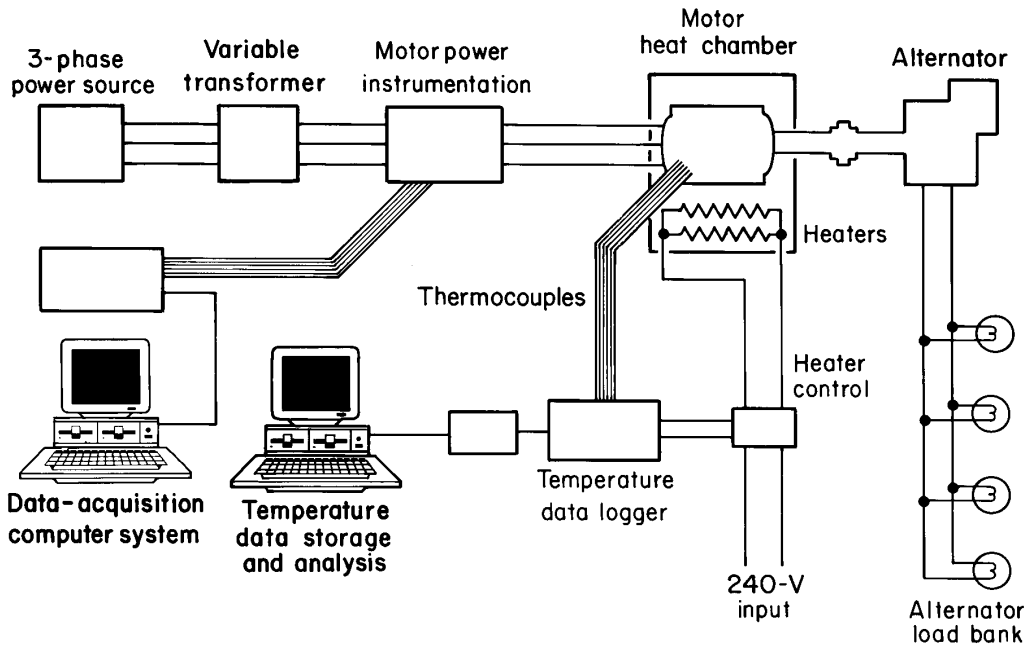 3-phase
power source
Variable
transformer
Motor power
instrumentation
Motor
heat chamber
Alternator
Heaters
Thermocouples
Heater
control
Data-acquisition
computer system
Temperature
data storage
and analysis
Temperature
data logger
240-V
input
Alternator
load bank